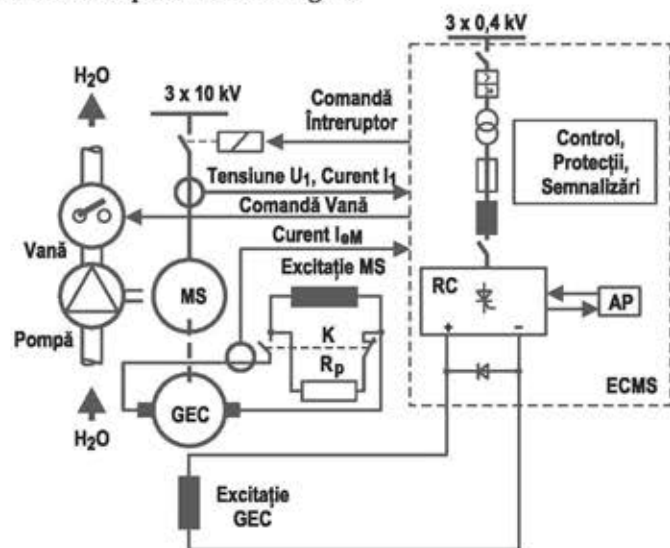 3 x 0,4 kV
H₂O
3 x 10 kV
Comandă
Întreruptor
Control,
Protecții,
Semnalizări
Tensiune U₁, Curent I₁
Comandă Vană
Curent IₑM
Vană
Excitație MS
MS
RC
AP
Pompă
K
Rp
+
-
ECMS
GEC
H₂O
Excitație
GEC